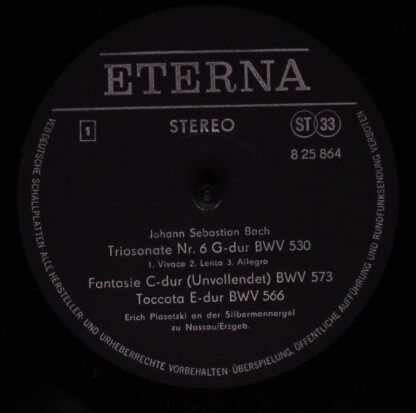 ETERNA
1
STEREO
ST 33
8 25 864
Johann Sebastian Bach
Triosonate Nr. 6 G-dur BWV 530
1. Vivace 2. Lento 3. Allegro
Fantasie C-dur (Unvollendet) BWV 573
Toccata E-dur BWV 566
Erich Piasetzki an der Silbermannorgel
zu Nassau/Erzgeb.
VEB DEUTSCHE SCHALLPLATTEN ALLE HERSTELLER- UND URHEBERRECHTE VORBEHALTEN ÜBERSPIELUNG, ÖFFENTLICHE AUFFÜHRUNG UND RUNDFUNKSENDUNG VERBOTEN